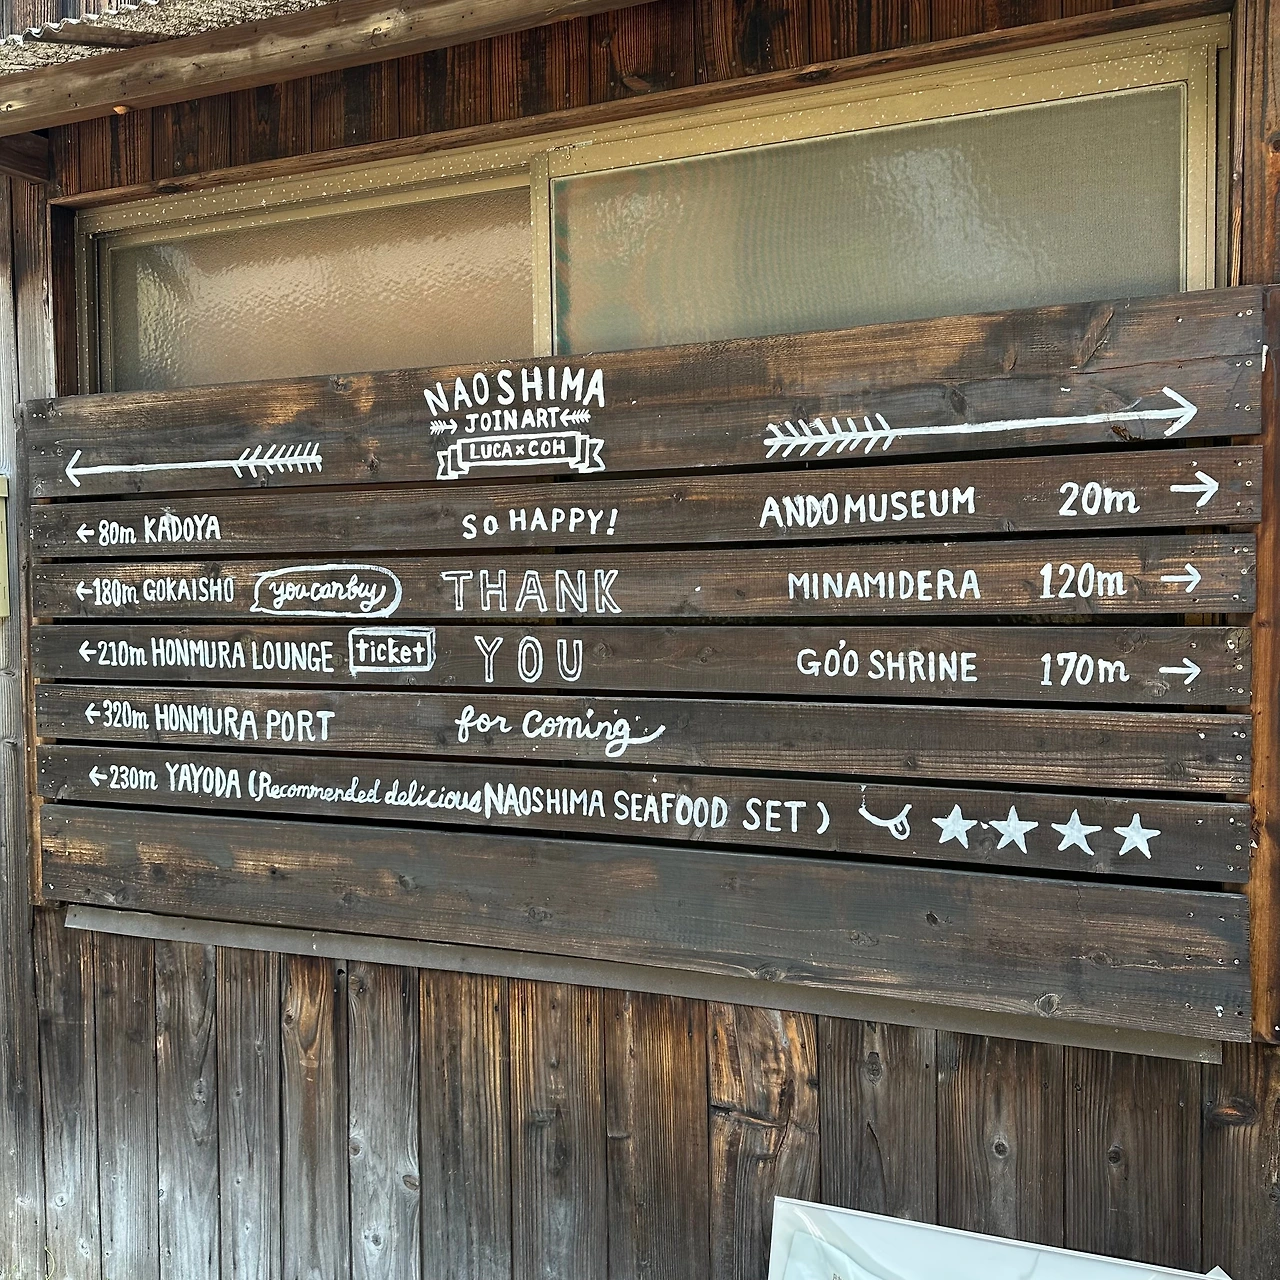 NAOSHIMA
JOIN ART
LUCA×COH
←80m KADOYA
SO HAPPY!
ANDO MUSEUM 20m →
←180m GOKAISHO you can buy
THANK
MINAMIDERA 120m →
←210m HONMURA LOUNGE ticket
YOU
GO'O SHRINE 170m →
←320m HONMURA PORT
for coming
←230m YAYODA (Recommended delicious NAOSHIMA SEAFOOD SET) ★★★★